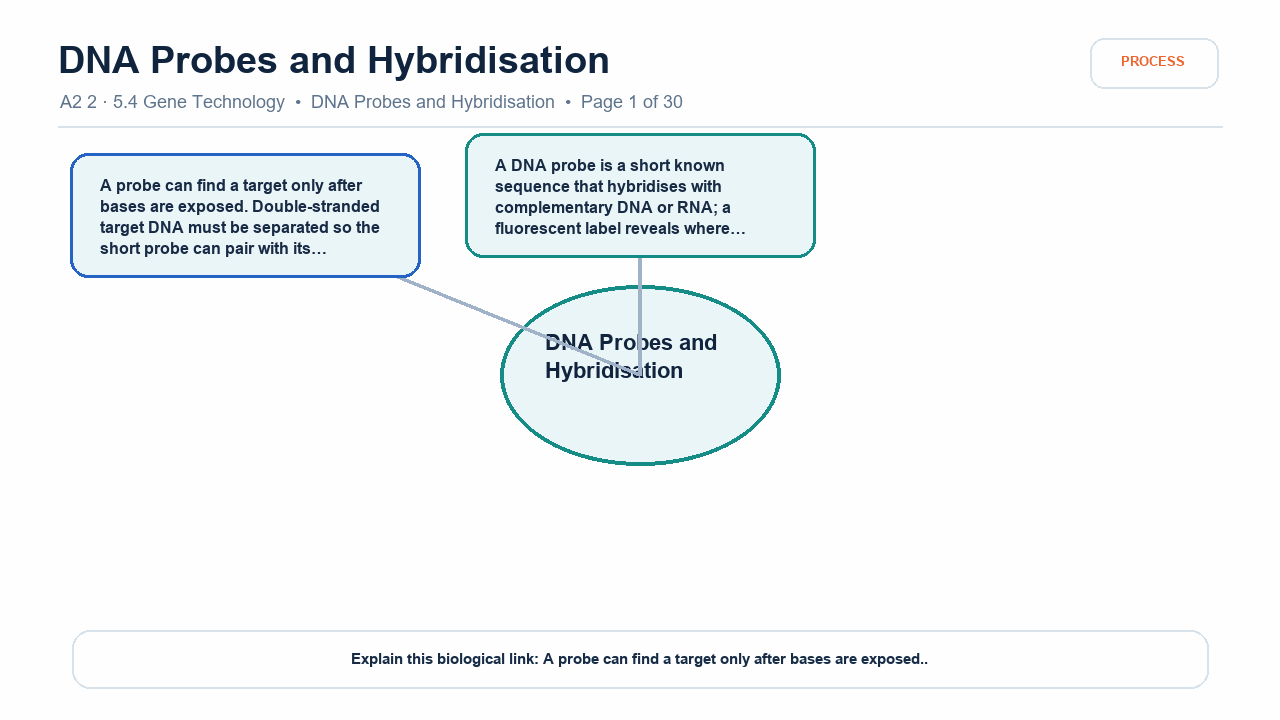 DNA Probes and Hybridisation
PROCESS
A2 2 · 5.4 Gene Technology • DNA Probes and Hybridisation • Page 1 of 30
A probe can find a target only after
bases are exposed. Double-stranded
target DNA must be separated so the
short probe can pair with its…
A DNA probe is a short known
sequence that hybridises with
complementary DNA or RNA; a
fluorescent label reveals where…
DNA Probes and
Hybridisation
Explain this biological link: A probe can find a target only after bases are exposed..